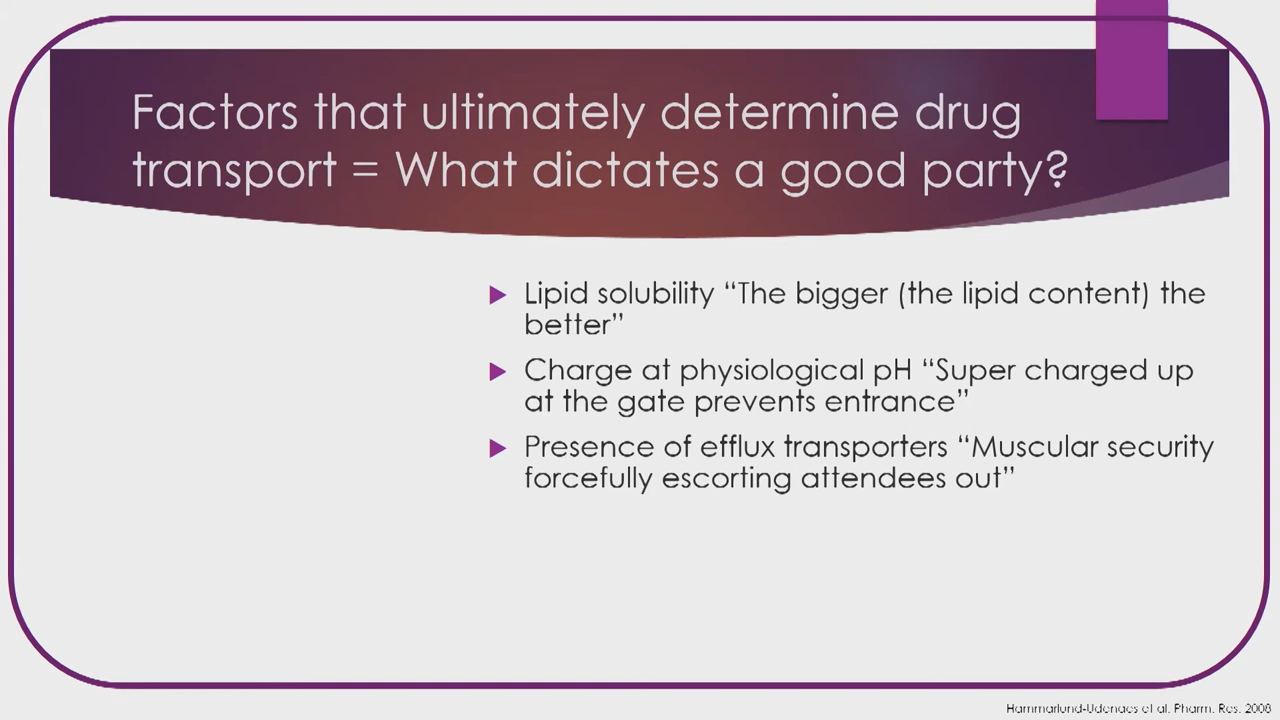 Factors that ultimately determine drug
transport = What dictates a good party?
Lipid solubility “The bigger (the lipid content) the
better”
Charge at physiological pH “Super charged up
at the gate prevents entrance”
Presence of efflux transporters “Muscular security
forcefully escorting attendees out”
Hammarlund-Udenaes et al. Pharm. Res. 2008